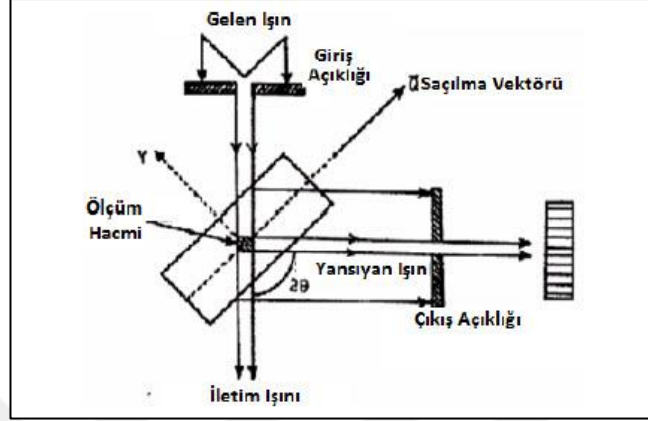 Gelen Işın
Giriş
Açıklığı
Q Saçılma Vektörü
Y
Ölçüm
Hacmi
Yansıyan Işın
2θ
Çıkış Açıklığı
İletim Işını